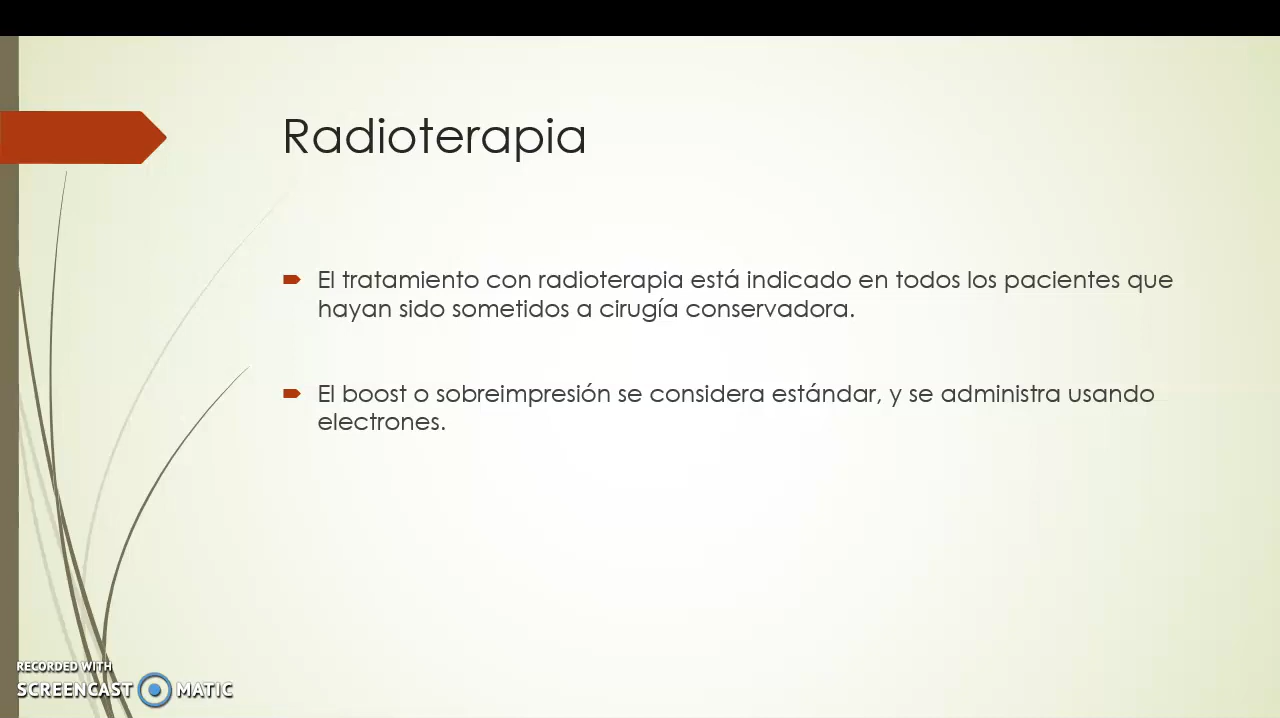 Radioterapia
El tratamiento con radioterapia está indicado en todos los pacientes que
hayan sido sometidos a cirugía conservadora.
El boost o sobreimpresión se considera estándar, y se administra usando
electrones.
RECORDED WITH
SCREENCAST MATIC